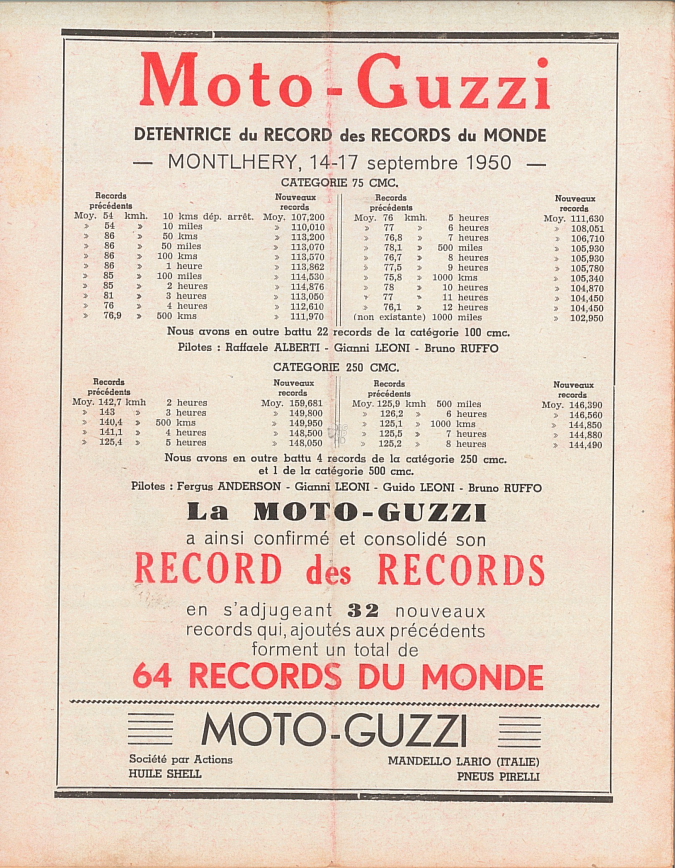 Moto-Guzzi
DETENTRICE du RECORD des RECORDS du MONDE
— MONTLHERY, 14-17 septembre 1950 —
CATEGORIE 75 CMC.
Records précédents Nouveaux records
Moy. 54 kmh. 10 kms dép. arrêt. Moy. 107,200
» 54 » 10 miles » 110,010
» 86 » 50 kms » 113,200
» 86 » 50 miles » 113,070
» 86 » 100 kms » 113,570
» 86 » 1 heure » 113,862
» 85 » 100 miles » 114,530
» 85 » 2 heures » 114,876
» 81 » 3 heures » 113,050
» 76 » 4 heures » 112,610
» 76,9 » 500 kms » 111,970
Records précédents Nouveaux records
Moy. 76 kmh. 5 heures Moy. 111,630
» 77 » 6 heures » 108,051
» 76,8 » 7 heures » 106,710
» 78,1 » 500 miles » 105,930
» 76,7 » 8 heures » 105,930
» 77,5 » 9 heures » 105,780
» 75,8 » 1000 kms » 105,340
» 78 » 10 heures » 104,870
» 77 » 11 heures » 104,450
» 76,1 » 12 heures » 104,450
(non existante) 1000 miles » 102,950
Nous avons en outre battu 22 records de la catégorie 100 cmc.
Pilotes : Raffaele ALBERTI - Gianni LEONI - Bruno RUFFO
CATEGORIE 250 CMC.
Records précédents Nouveaux records
Moy. 142,7 kmh 2 heures Moy. 159,681
» 143 » 3 heures » 149,800
» 140,4 » 500 kms » 149,950
» 141,1 » 4 heures » 148,500
» 125,4 » 5 heures » 148,050
Records précédents Nouveaux records
Moy. 125,9 kmh 500 miles Moy. 146,390
» 126,2 » 6 heures » 146,560
» 125,1 » 1000 kms » 144,850
» 125,5 » 7 heures » 144,880
» 125,2 » 8 heures » 144,490
Nous avons en outre battu 4 records de la catégorie 250 cmc.
et 1 de la catégorie 500 cmc.
Pilotes : Fergus ANDERSON - Gianni LEONI - Guido LEONI - Bruno RUFFO
La MOTO-GUZZI
a ainsi confirmé et consolidé son
RECORD des RECORDS
en s'adjugeant 32 nouveaux
records qui, ajoutés aux précédents
forment un total de
64 RECORDS DU MONDE
MOTO-GUZZI
Société par Actions MANDELLO LARIO (ITALIE)
HUILE SHELL PNEUS PIRELLI